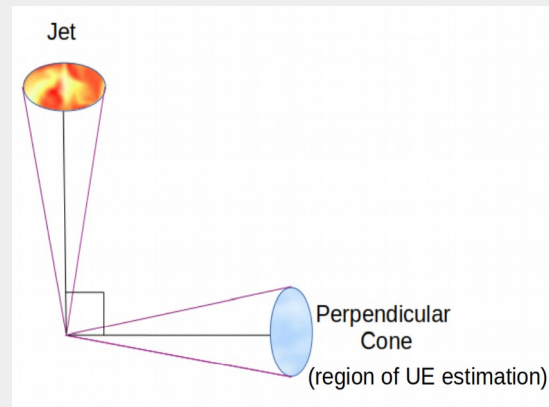 Jet
Perpendicular
Cone
(region of UE estimation)